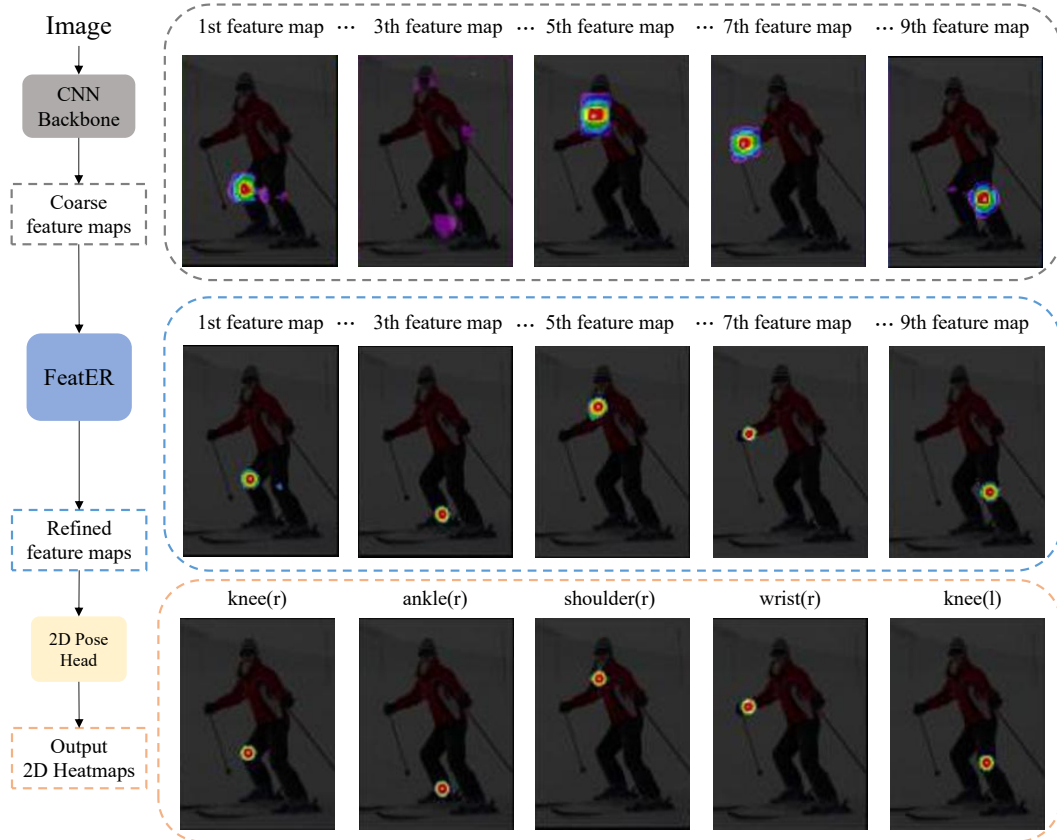 Image
CNN
Backbone
Coarse
feature maps
FeatER
Refined
feature maps
2D Pose
Head
Output
2D Heatmaps
1st feature map ... 3th feature map ... 5th feature map ... 7th feature map ... 9th feature map
1st feature map ... 3th feature map ... 5th feature map ... 7th feature map ... 9th feature map
knee(r) ankle(r) shoulder(r) wrist(r) knee(l)